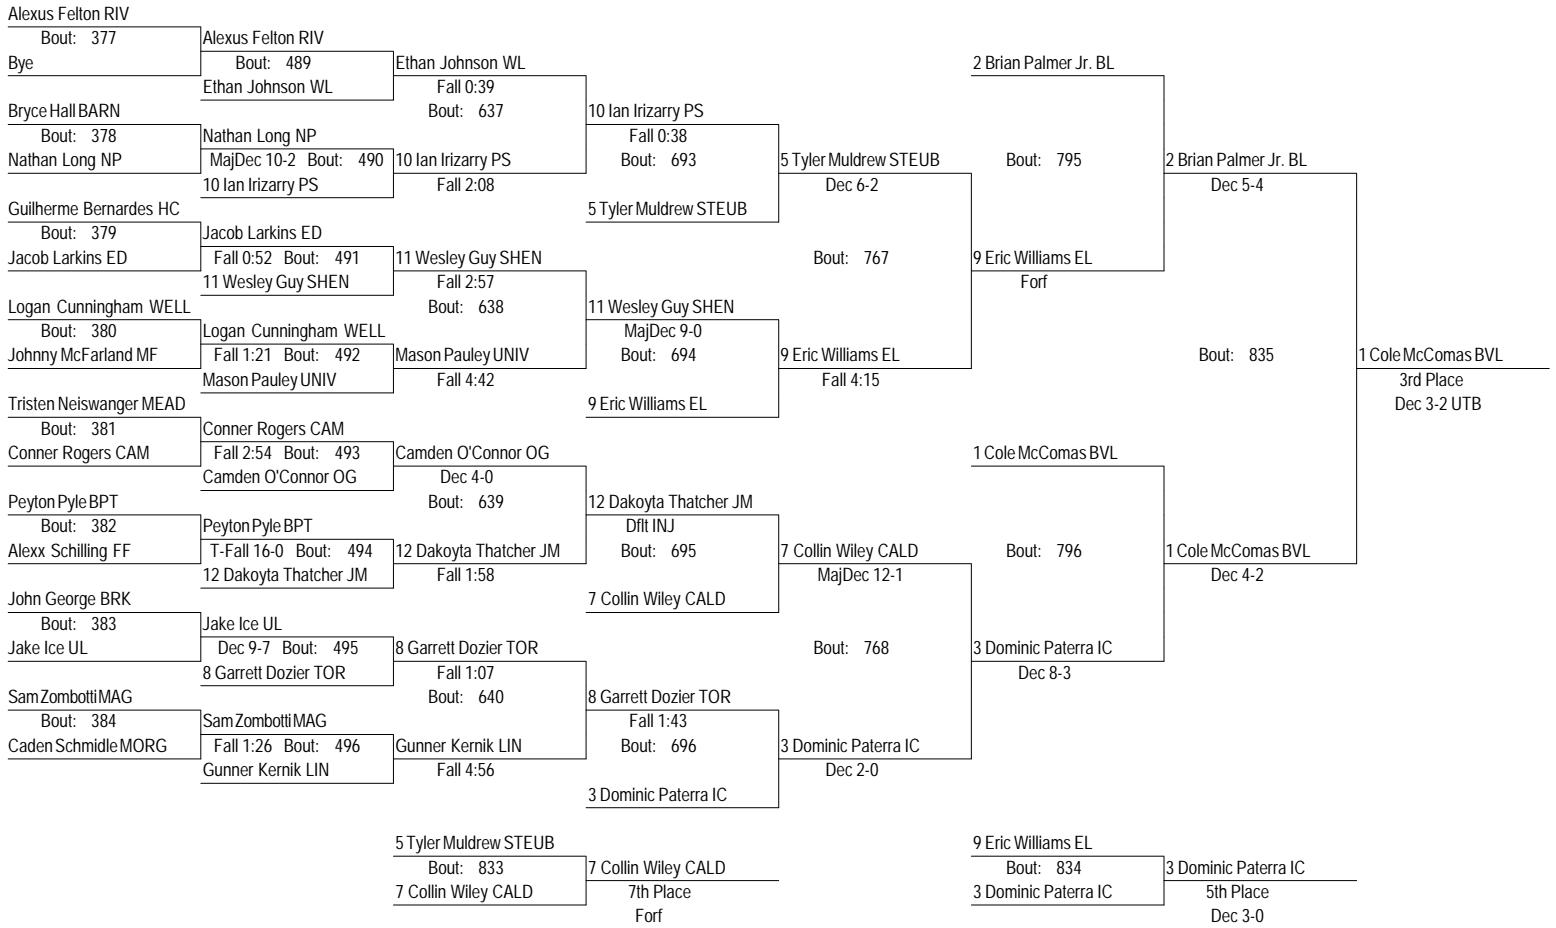 Alexus Felton RIV
Bout: 377
Bye
Bryce Hall BARN
Bout: 378
Nathan Long NP
Guilherme Bernardes HC
Bout: 379
Jacob Larkins ED
Logan Cunningham WELL
Bout: 380
Johnny McFarland MF
Tristen Neiswanger MEAD
Bout: 381
Conner Rogers CAM
Peyton Pyle BPT
Bout: 382
Alexx Schilling FF
John George BRK
Bout: 383
Jake Ice UL
Sam Zombotti MAG
Bout: 384
Caden Schmidle MORG
Alexus Felton RIV
Bout: 489
Ethan Johnson WL
Nathan Long NP
MajDec 10-2 Bout: 490
10 Ian Irizarry PS
Jacob Larkins ED
Fall 0:52 Bout: 491
11 Wesley Guy SHEN
Logan Cunningham WELL
Fall 1:21 Bout: 492
Mason Pauley UNIV
Conner Rogers CAM
Fall 2:54 Bout: 493
Camden O'Connor OG
Peyton Pyle BPT
T-Fall 16-0 Bout: 494
12 Dakoyta Thatcher JM
Jake Ice UL
Dec 9-7 Bout: 495
8 Garrett Dozier TOR
Sam Zombotti MAG
Fall 1:26 Bout: 496
Gunner Kernik LIN
Ethan Johnson WL
Fall 0:39
Bout: 637
10 Ian Irizarry PS
Fall 2:08
11 Wesley Guy SHEN
Fall 2:57
Bout: 638
Mason Pauley UNIV
Fall 4:42
Camden O'Connor OG
Dec 4-0
Bout: 639
12 Dakoyta Thatcher JM
Fall 1:58
8 Garrett Dozier TOR
Fall 1:07
Bout: 640
Gunner Kernik LIN
Fall 4:56
10 Ian Irizarry PS
Fall 0:38
Bout: 693
5 Tyler Muldrew STEUB
11 Wesley Guy SHEN
MajDec 9-0
Bout: 694
9 Eric Williams EL
12 Dakoyta Thatcher JM
Dflt INJ
Bout: 695
7 Collin Wiley CALD
8 Garrett Dozier TOR
Fall 1:43
Bout: 696
3 Dominic Paterra IC
5 Tyler Muldrew STEUB
Dec 6-2
Bout: 767
9 Eric Williams EL
Fall 4:15
7 Collin Wiley CALD
MajDec 12-1
Bout: 768
3 Dominic Paterra IC
Dec 2-0
2 Brian Palmer Jr. BL
Bout: 795
9 Eric Williams EL
Forf
1 Cole McComas BVL
Bout: 796
3 Dominic Paterra IC
Dec 8-3
2 Brian Palmer Jr. BL
Dec 5-4
Bout: 835
1 Cole McComas BVL
Dec 4-2
1 Cole McComas BVL
3rd Place
Dec 3-2 UTB
5 Tyler Muldrew STEUB
Bout: 833
7 Collin Wiley CALD
7 Collin Wiley CALD
7th Place
Forf
9 Eric Williams EL
Bout: 834
3 Dominic Paterra IC
3 Dominic Paterra IC
5th Place
Dec 3-0